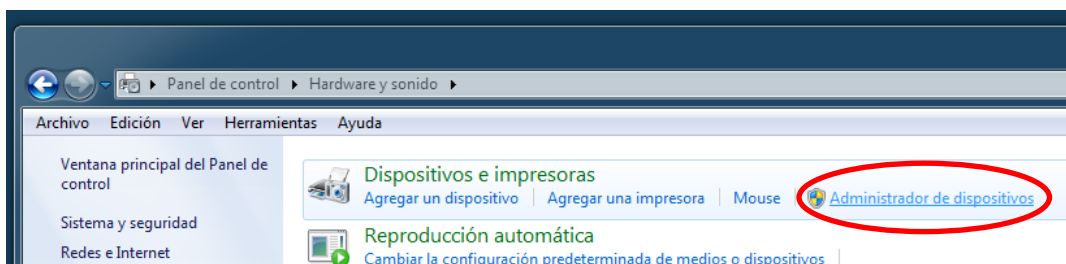 Panel de control Hardware y sonido
Archivo Edición Ver Herramientas Ayuda
Ventana principal del Panel de
control
Sistema y seguridad
Redes e Internet
Dispositivos e impresoras
Agregar un dispositivo Agregar una impresora Mouse Administrador de dispositivos
Reproducción automática
Cambiar la configuración predeterminada de medios o dispositivos